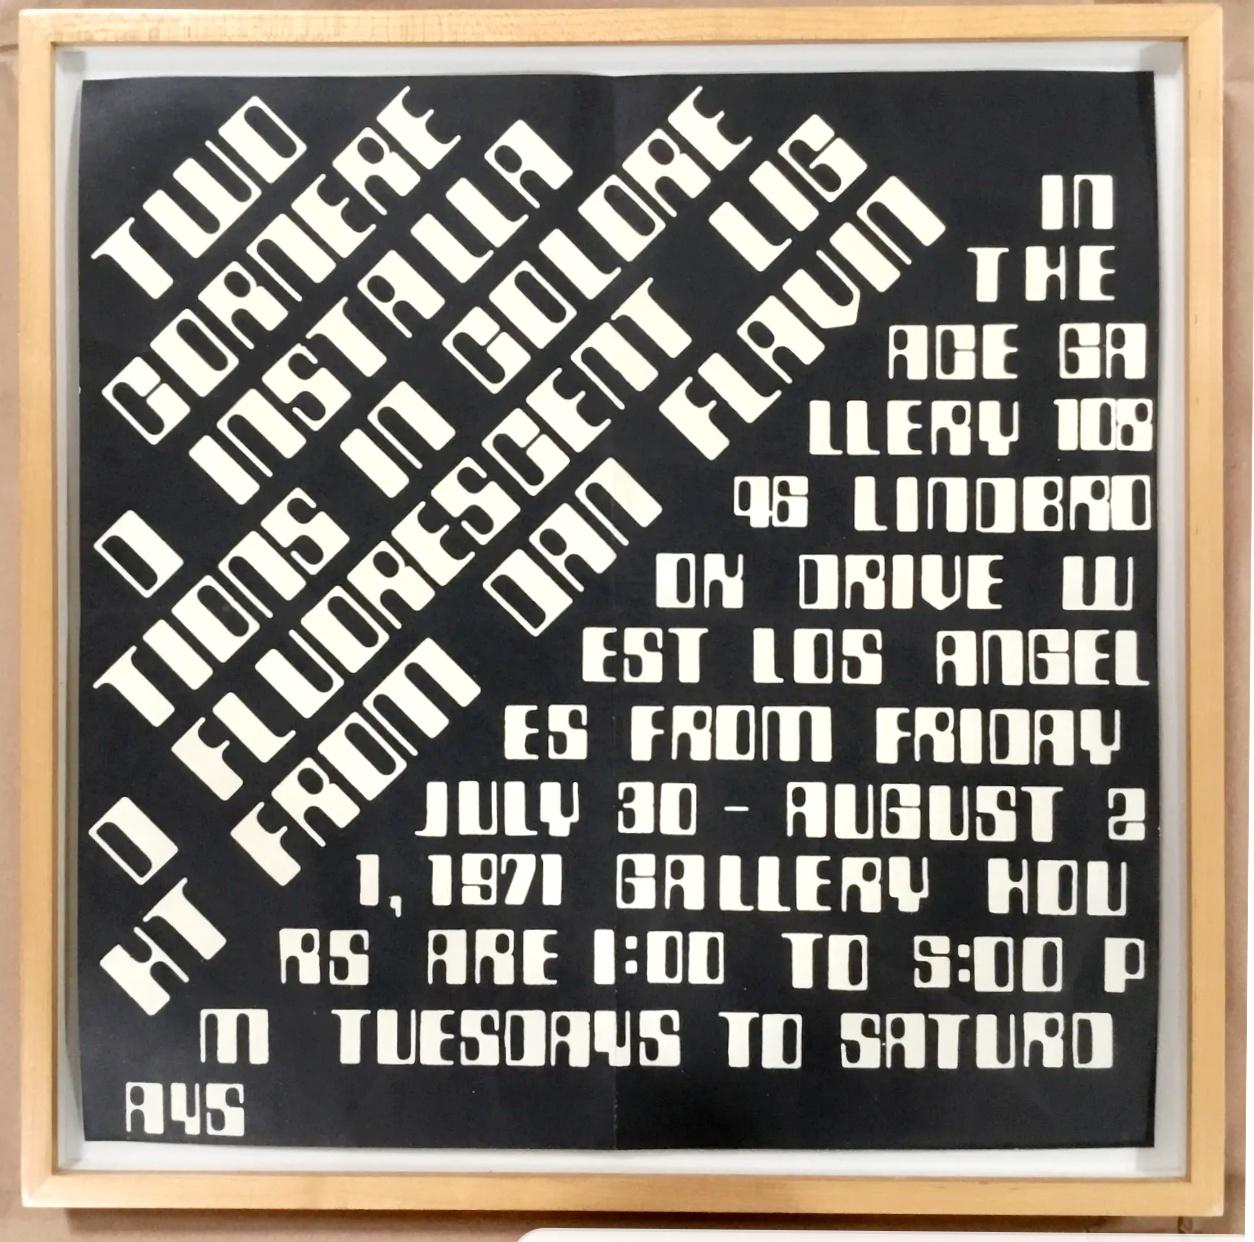 TWO
CORNERE
D INSTALLA
TIONS IN COLORE
D FLUORESCENT LIG
HT FROM DAN FLAVIN
IN
THE
ACE GA
LLERY 108
96 LINDBRO
OK DRIVE W
EST LOS ANGEL
ES FROM FRIDAY
JULY 30 - AUGUST 2
1, 1971 GALLERY HOU
RS ARE 1:00 TO 5:00 P
M TUESDAYS TO SATURD
AYS